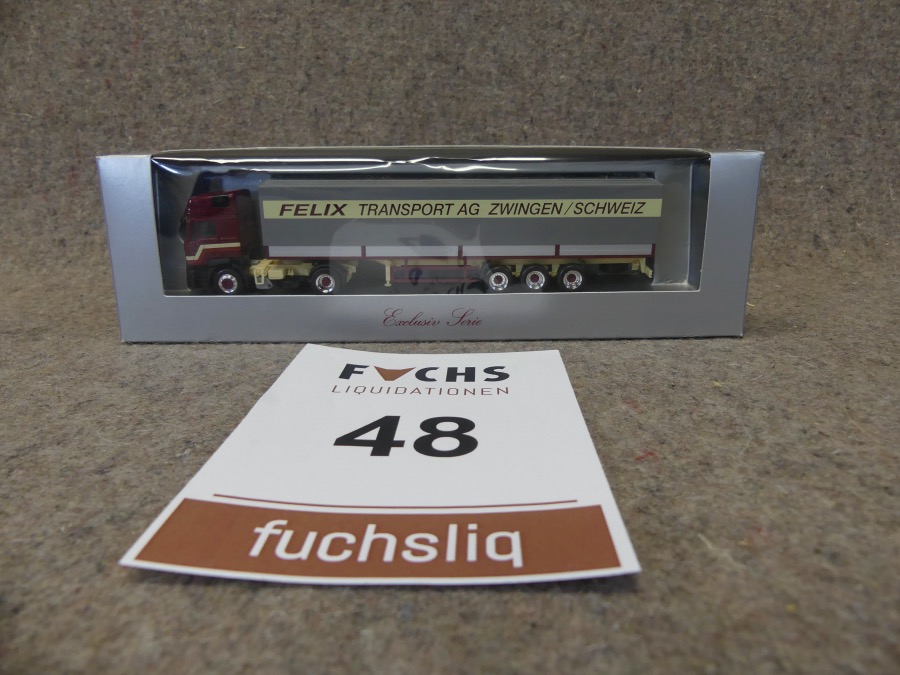 FELIX TRANSPORT AG ZWINGEN/SCHWEIZ
Exclusiv Serie
FUCHS
LIQUIDATIONEN
48
fuchsliq